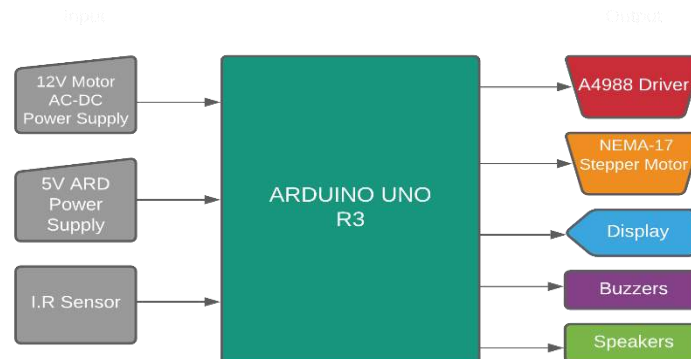 Input
Output
12V Motor
AC-DC
Power Supply
5V ARD
Power
Supply
I.R Sensor
ARDUINO UNO
R3
A4988 Driver
NEMA-17
Stepper Motor
Display
Buzzers
Speakers